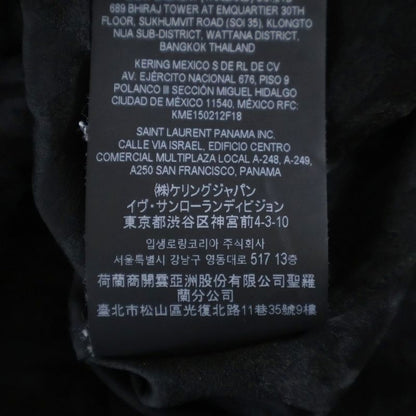 689 BHIRAJ TOWER AT EMQUARTIER 30TH
FLOOR, SUKHUMVIT ROAD (SOI 35), KLONGTO
NUA SUB-DISTRICT, WATTANA DISTRICT,
BANGKOK THAILAND
KERING MEXICO S DE RL DE CV
AV. EJÉRCITO NACIONAL 676, PISO 9
POLANCO III SECCIÓN MIGUEL HIDALGO
CIUDAD DE MÉXICO 11540, MÉXICO RFC:
KME150212F18
SAINT LAURENT PANAMA INC.
CALLE VIA ISRAEL, EDIFICIO CENTRO
COMERCIAL MULTIPLAZA LOCAL A-248, A-249,
A250 SAN FRANCISCO, PANAMA
㈱ケリングジャパン
イヴ・サンローランディビジョン
東京都渋谷区神宮前4-3-10
입생로랑코리아 주식회사
서울특별시 강남구 영동대로 517 13층
荷蘭商開雲亞洲股份有限公司聖羅
蘭分公司
臺北市松山區光復北路11巷35號9樓